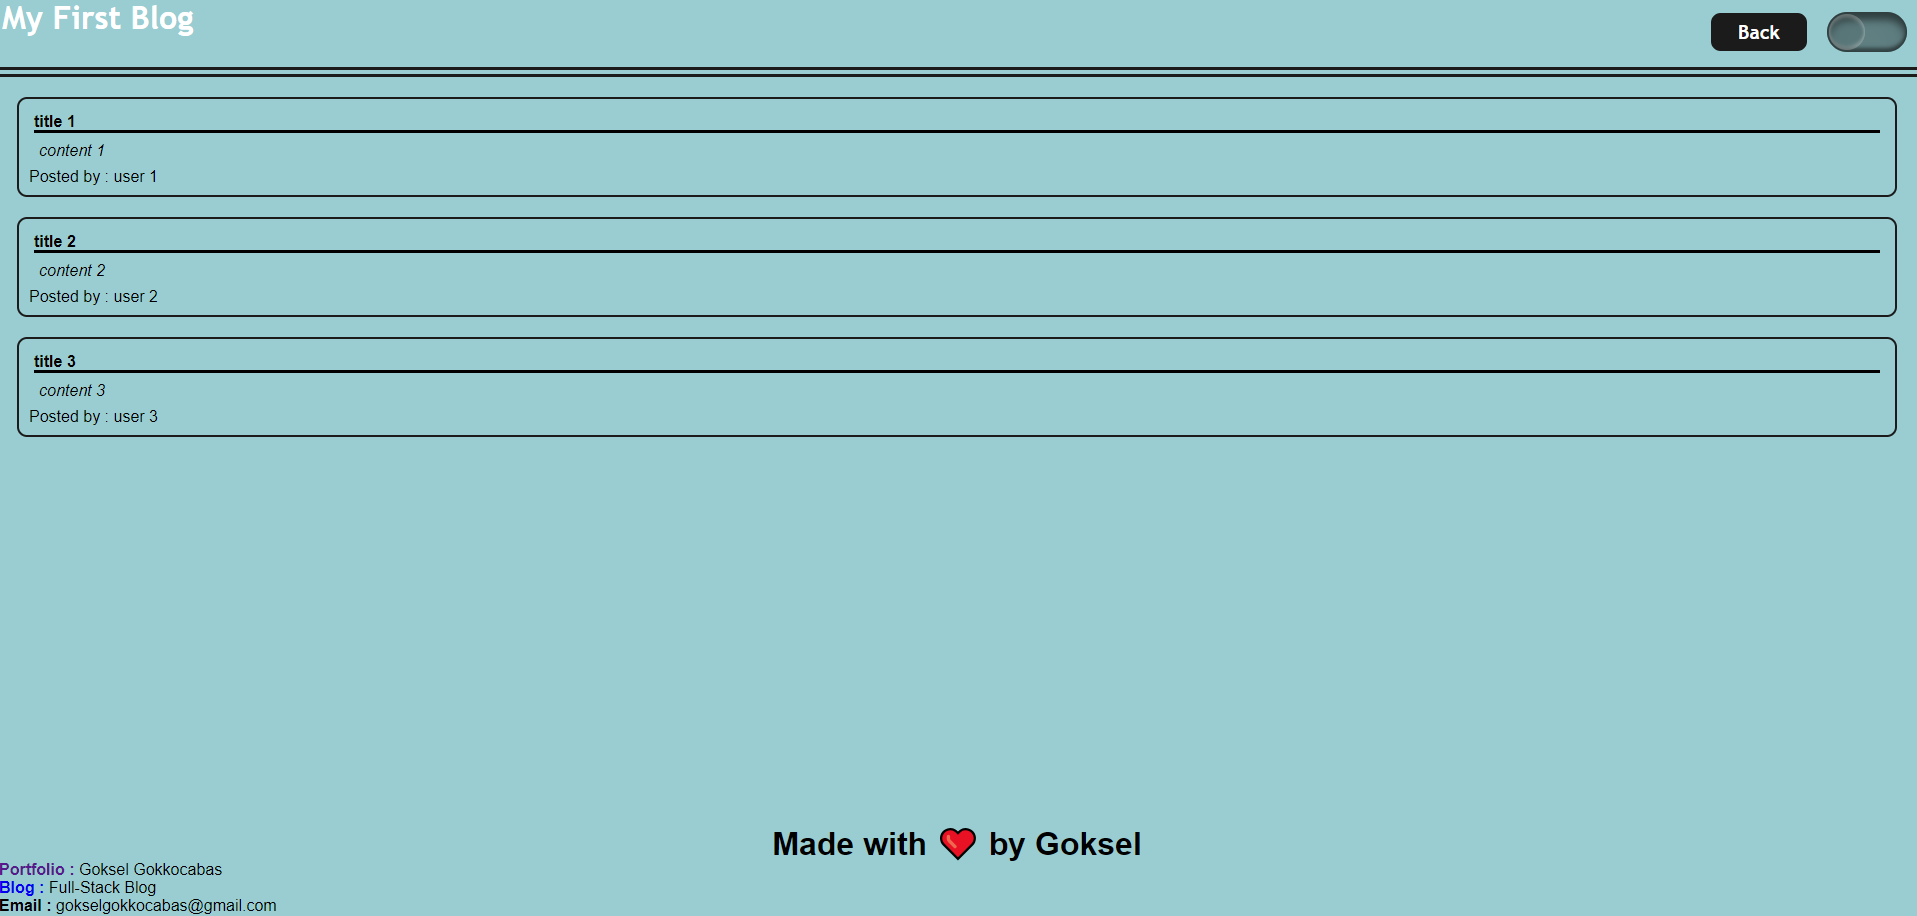 My First Blog
Back
title 1
content 1
Posted by : user 1
title 2
content 2
Posted by : user 2
title 3
content 3
Posted by : user 3
Made with ❤️ by Goksel
Portfolio : Goksel Gokkocabas
Blog : Full-Stack Blog
Email : gokselgokkocabas@gmail.com